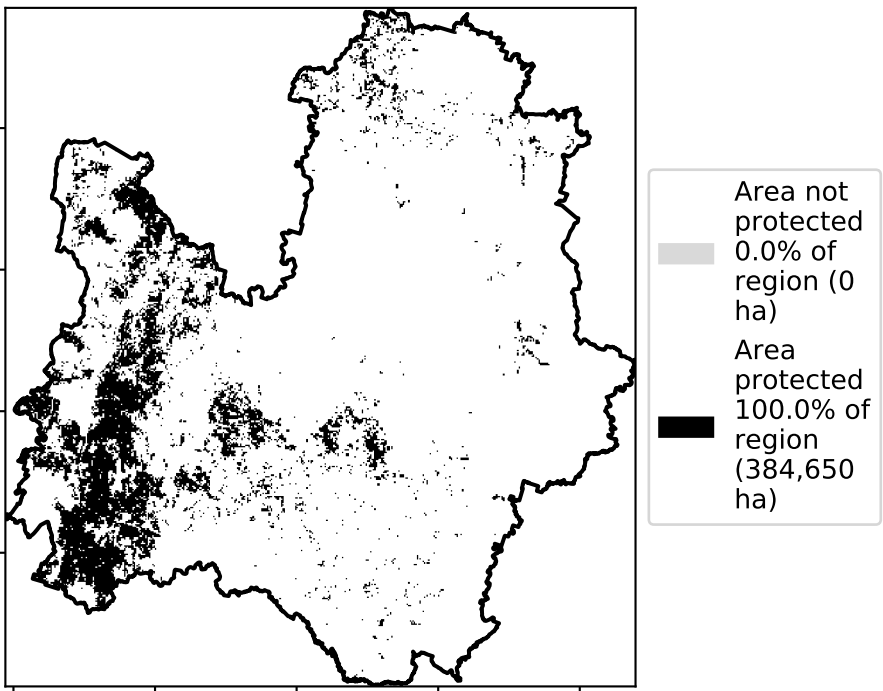 Area not
protected
0.0% of
region (0
ha)
Area
protected
100.0% of
region
(384,650
ha)